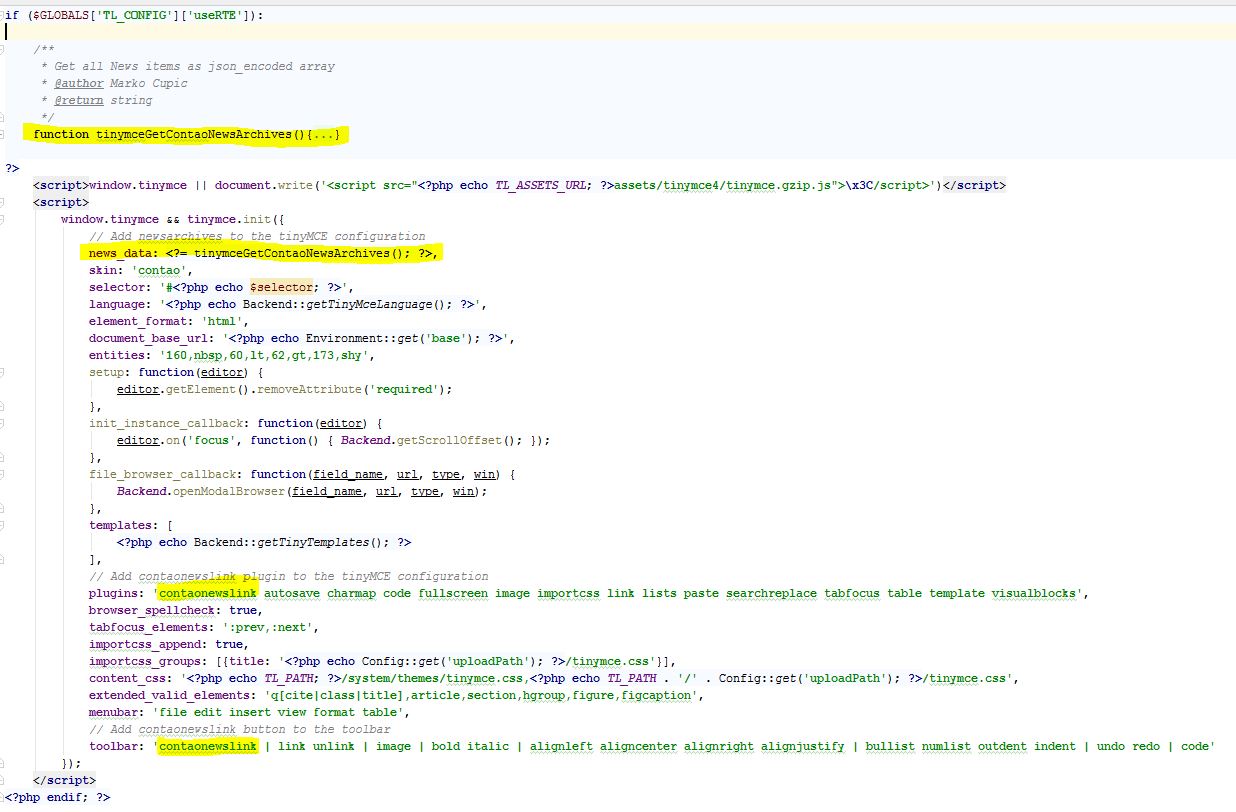 if ($GLOBALS['TL_CONFIG']['useRTE']):
/**
* Get all News items as json_encoded array
* @author Marko Cupic
* @return string
*/
function tinymceGetContaoNewsArchives(){...}
?>
<script>window.tinymce || document.write('<script src="<?php echo TL_ASSETS_URL; ?>assets/tinymce4/tinymce.gzip.js">\x3C/script>')</script>
<script>
window.tinymce && tinymce.init({
// Add newsarchives to the tinyMCE configuration
news_data: <?= tinymceGetContaoNewsArchives(); ?>,
skin: 'contao',
selector: '#<?php echo $selector; ?>',
language: '<?php echo Backend::getTinyMceLanguage(); ?>',
element_format: 'html',
document_base_url: '<?php echo Environment::get('base'); ?>',
entities: '160,nbsp,60,lt,62,gt,173,shy',
setup: function(editor) {
editor.getElement().removeAttribute('required');
},
init_instance_callback: function(editor) {
editor.on('focus', function() { Backend.getScrollOffset(); });
},
file_browser_callback: function(field_name, url, type, win) {
Backend.openModalBrowser(field_name, url, type, win);
},
templates: [
<?php echo Backend::getTinyTemplates(); ?>
],
// Add contaonewslink plugin to the tinyMCE configuration
plugins: 'contaonewslink autosave charmap code fullscreen image importcss link lists paste searchreplace tabfocus table template visualblocks',
browser_spellcheck: true,
tabfocus_elements: ':prev,:next',
importcss_append: true,
importcss_groups: [{title: '<?php echo Config::get('uploadPath'); ?>/tinymce.css'}],
content_css: '<?php echo TL_PATH; ?>/system/themes/tinymce.css,<?php echo TL_PATH . '/' . Config::get('uploadPath'); ?>/tinymce.css',
extended_valid_elements: 'q[cite|class|title],article,section,hgroup,figure,figcaption',
menubar: 'file edit insert view format table',
// Add contaonewslink button to the toolbar
toolbar: 'contaonewslink | link unlink | image | bold italic | alignleft aligncenter alignright alignjustify | bullist numlist outdent indent | undo redo | code'
});
</script>
<?php endif; ?>